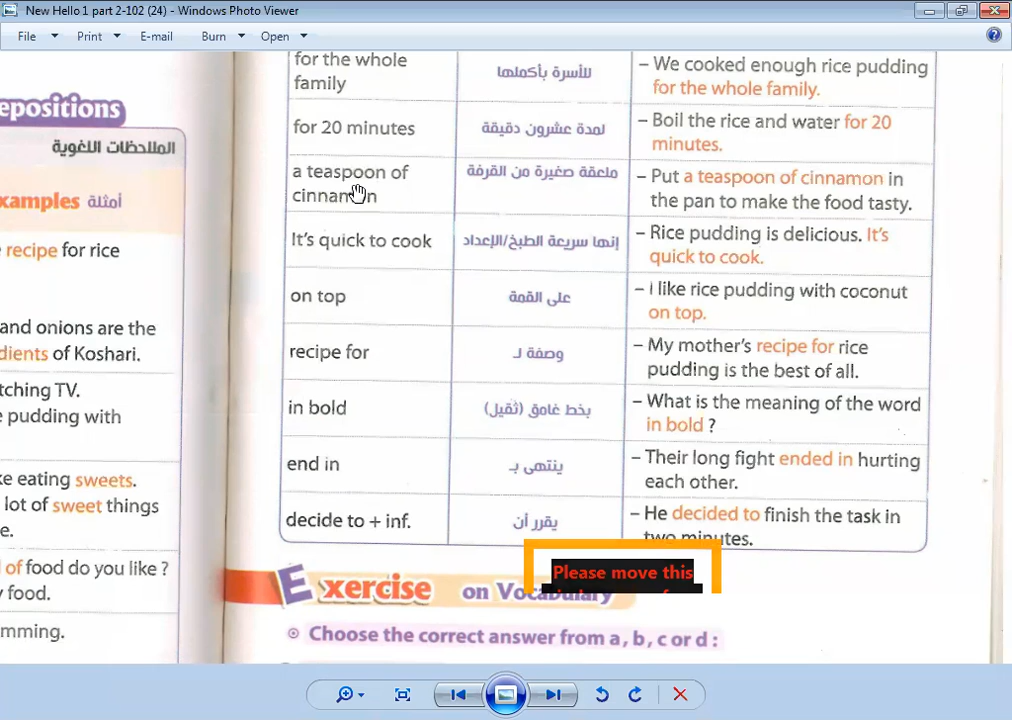 New Hello 1 part 2-102 (24) - Windows Photo Viewer
File Print E-mail Burn Open
epositions
الملاحظات اللغوية
xamples أمثلة
recipe for rice
and onions are the
dients of Koshari.
tching TV.
e pudding with
ke eating sweets.
lot of sweet things
e.
l of food do you like ?
y food.
mming.
for the whole
family
للأسرة بأكملها
– We cooked enough rice pudding
for the whole family.
for 20 minutes
لمدة عشرون دقيقة
– Boil the rice and water for 20
minutes.
a teaspoon of
cinnamon
ملعقة صغيرة من القرفة
– Put a teaspoon of cinnamon in
the pan to make the food tasty.
It's quick to cook
إنها سريعة الطبخ/الإعداد
– Rice pudding is delicious. It's
quick to cook.
on top
على القمة
– I like rice pudding with coconut
on top.
recipe for
وصفة لـ
– My mother's recipe for rice
pudding is the best of all.
in bold
بخط غامق (ثقيل)
– What is the meaning of the word
in bold ?
end in
ينتهى بـ
– Their long fight ended in hurting
each other.
decide to + inf.
يقرر أن
– He decided to finish the task in
two minutes.
Please move this
Exercise on Vocabulary
Choose the correct answer from a, b, c or d :